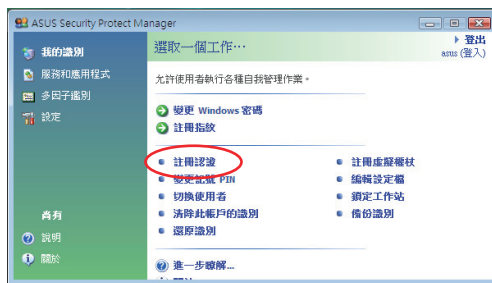 ASUS Security Protect Manager
我的識別
服務和應用程式
多因子鑑別
設定
尚有
說明
關於
選取一個工作…
登出
asus (登入)
允許使用者執行各種自我管理作業。
變更 Windows 密碼
註冊指紋
註冊認證
註冊虛擬權杖
變更記號 PIN
編輯設定檔
切換使用者
鎖定工作站
清除此帳戶的識別
備份識別
還原識別
進一步瞭解...